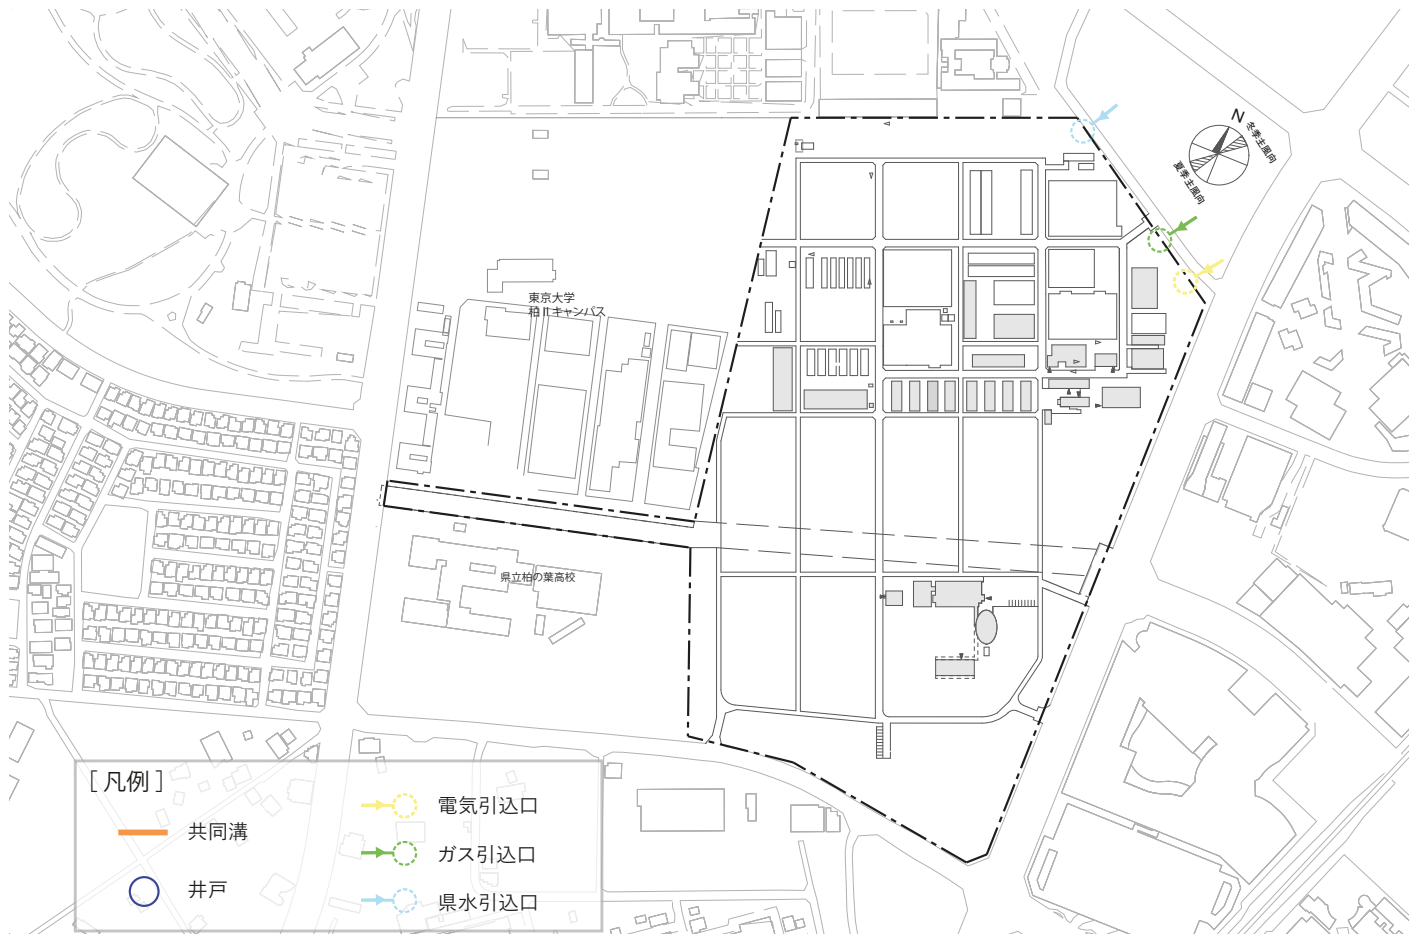 N
冬季主風向
夏季主風向
東京大学
柏Ⅱキャンパス
県立柏の葉高校
［凡例］
共同溝
井戸
電気引込口
ガス引込口
県水引込口